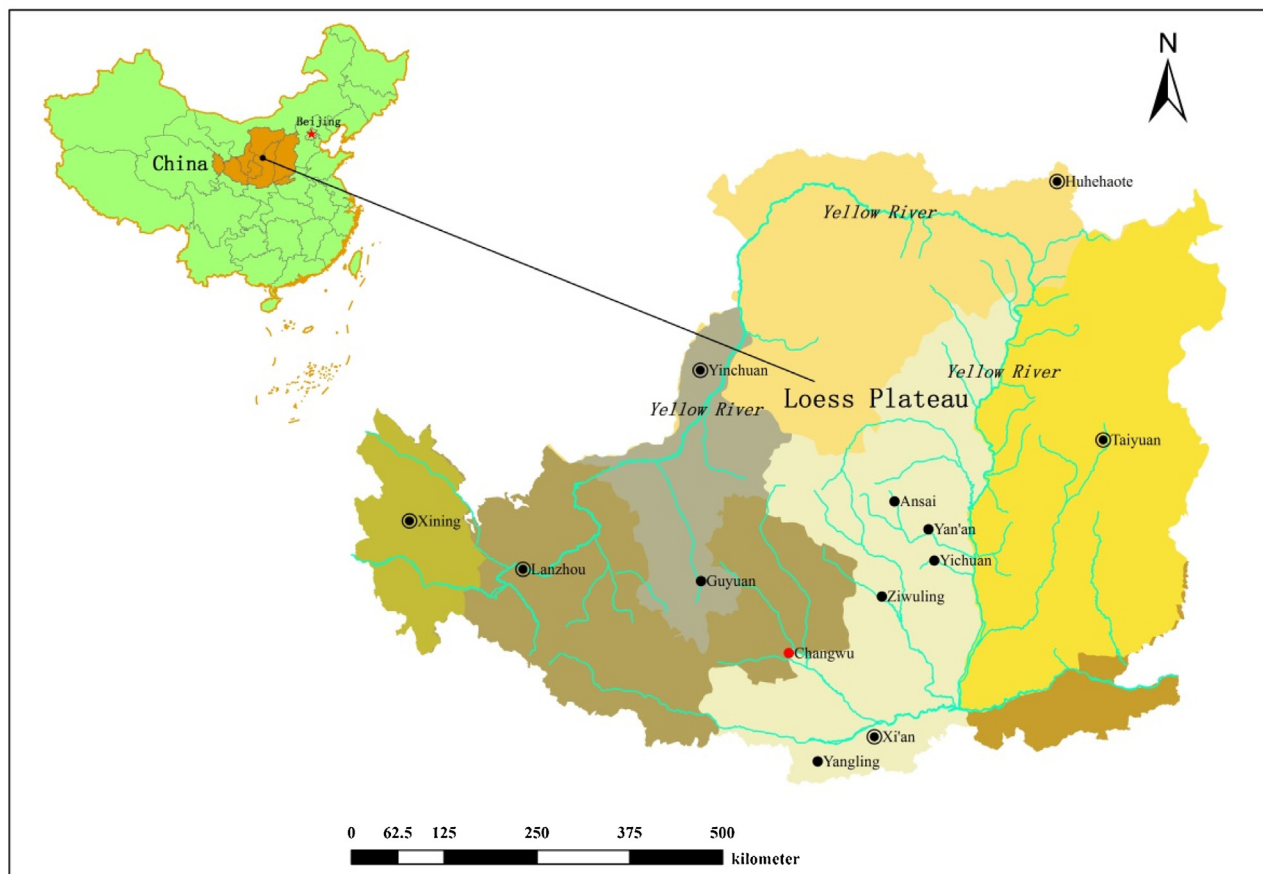 N
Beijing
China
Huhehaote
Yellow River
Yinchuan
Yellow River
Loess Plateau
Yellow River
Taiyuan
Ansai
Xining
Yan'an
Yichuan
Lanzhou
Guyuan
Ziwuling
Changwu
Xi'an
Yangling
0 62.5 125 250 375 500
kilometer